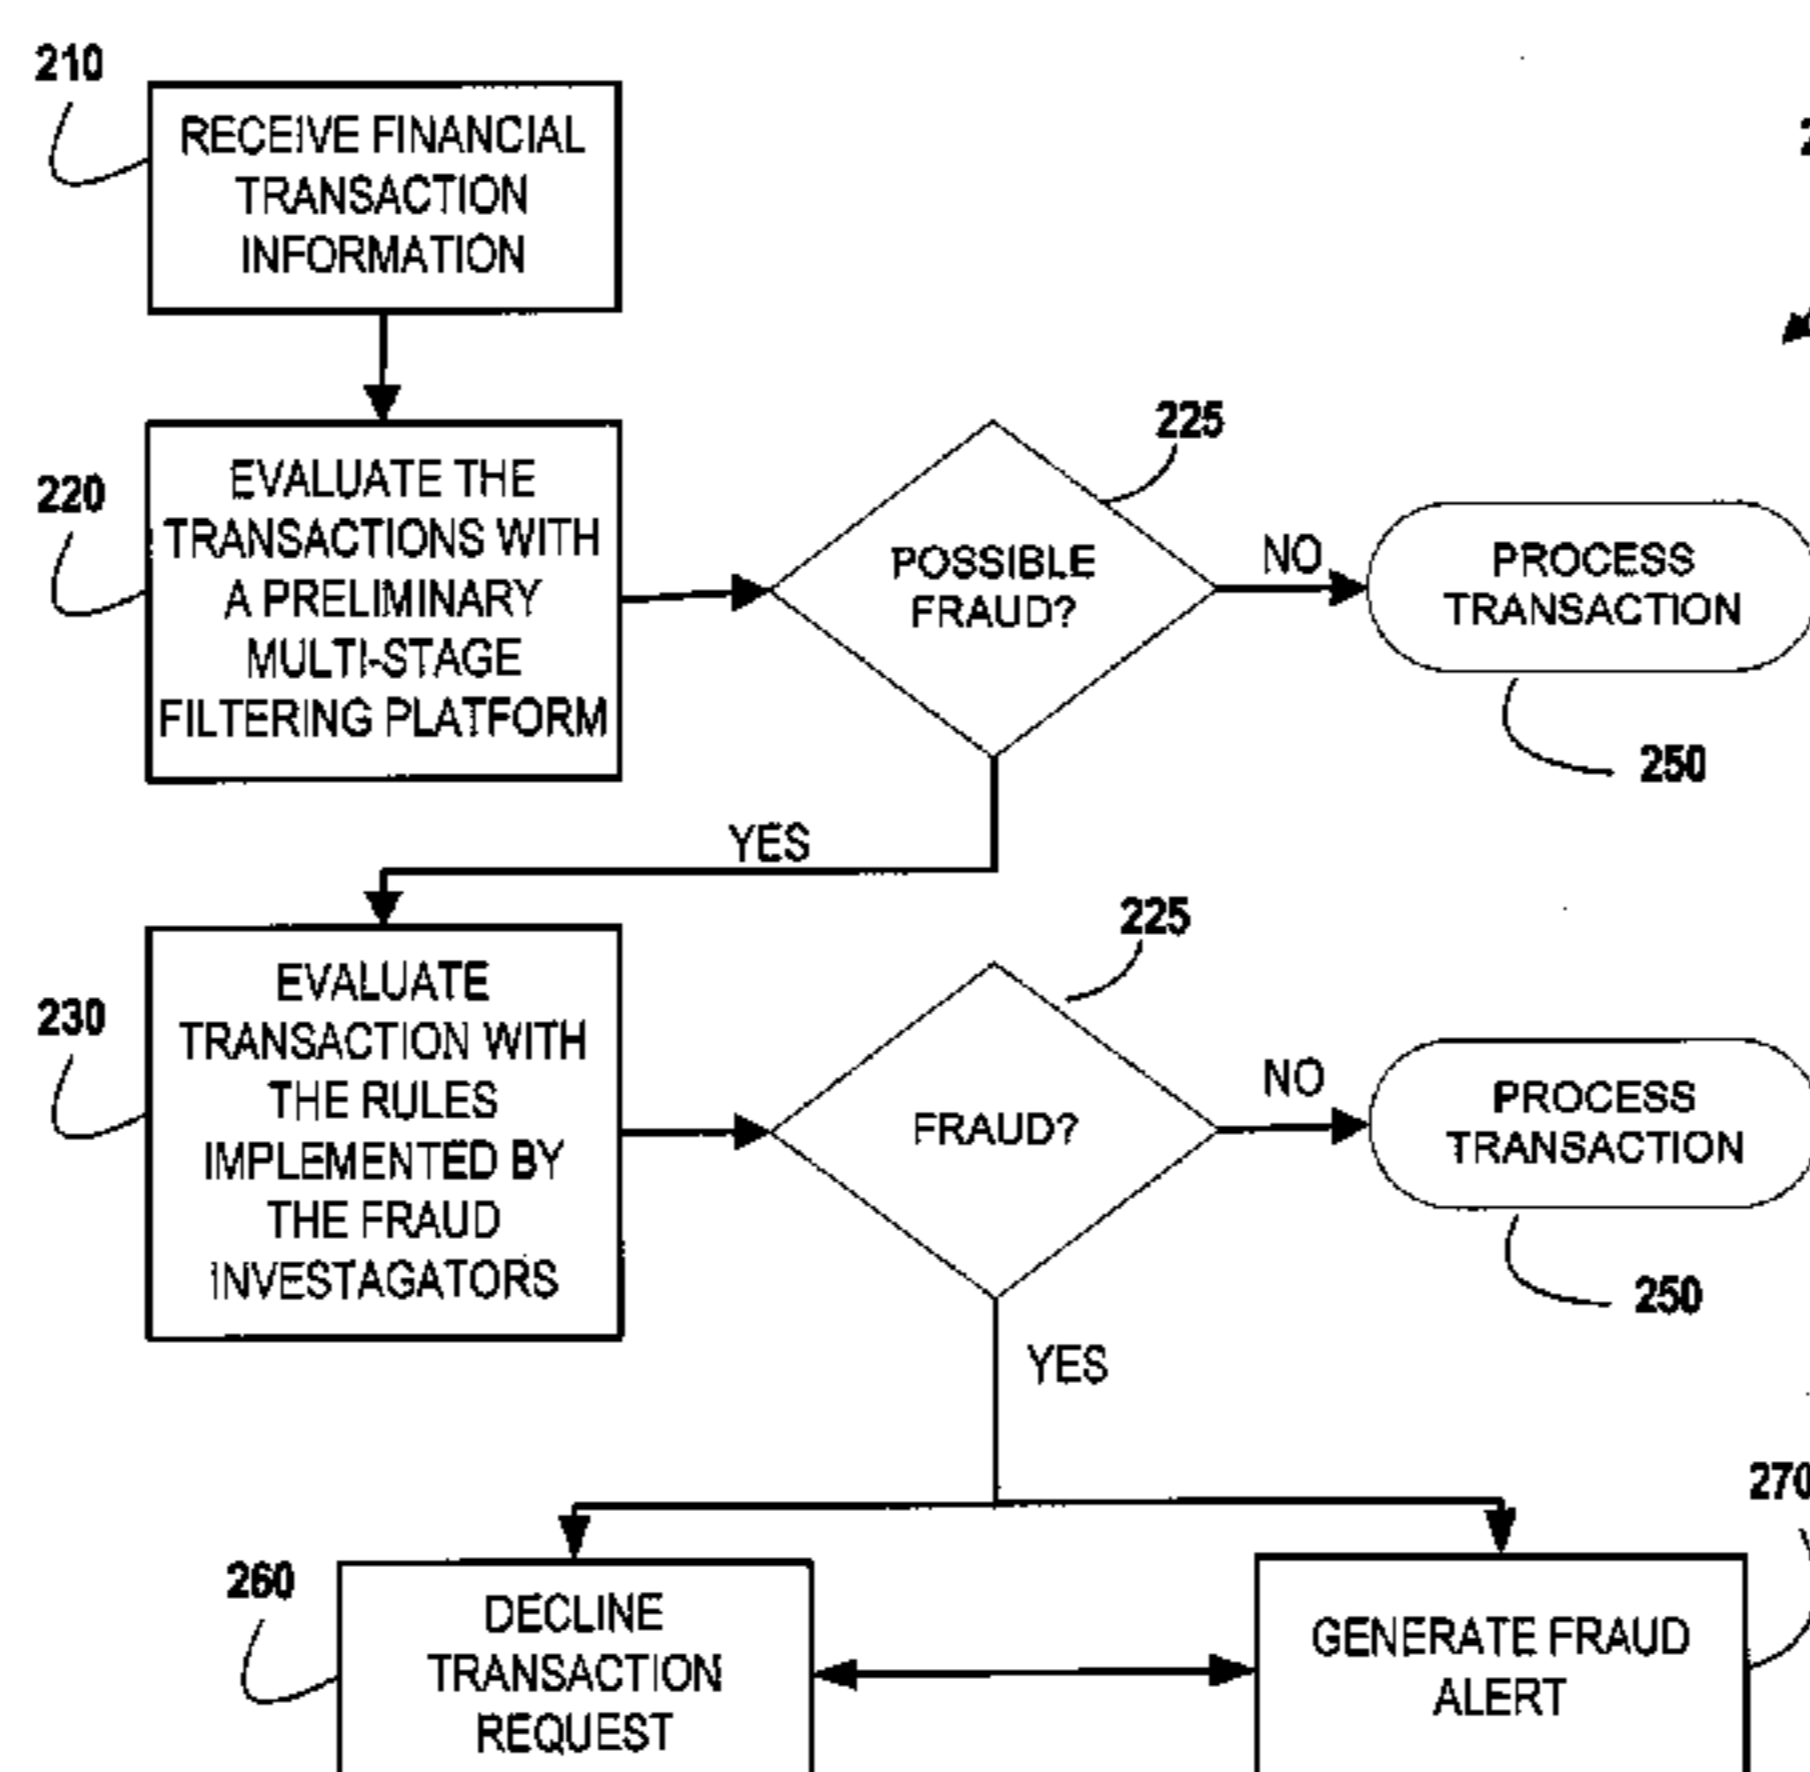 210
RECEIVE FINANCIAL
TRANSACTION
INFORMATION
220
EVALUATE THE
TRANSACTIONS WITH
A PRELIMINARY
MULTI-STAGE
FILTERING PLATFORM
225
POSSIBLE
FRAUD?
NO
PROCESS
TRANSACTION
250
YES
230
EVALUATE
TRANSACTION WITH
THE RULES
IMPLEMENTED BY
THE FRAUD
INVESTAGATORS
225
FRAUD?
NO
PROCESS
TRANSACTION
250
YES
260
DECLINE
TRANSACTION
REQUEST
270
GENERATE FRAUD
ALERT